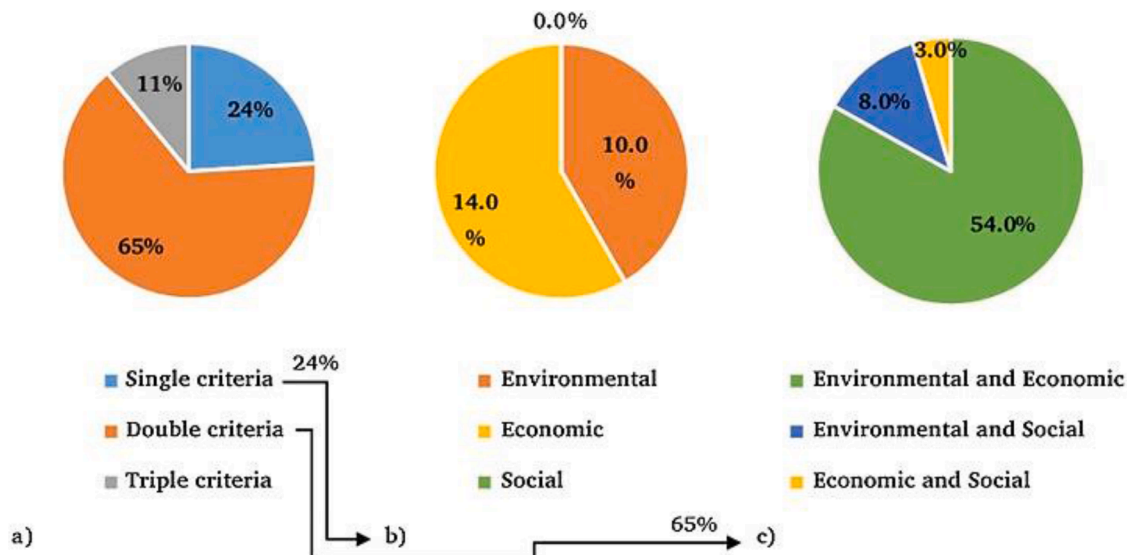 0.0%
11%
24%
65%
10.0
%
14.0
%
3.0%
8.0%
54.0%
24%
Single criteria
Double criteria
Triple criteria
Environmental
Economic
Social
Environmental and Economic
Environmental and Social
Economic and Social
a)
b)
65%
c)